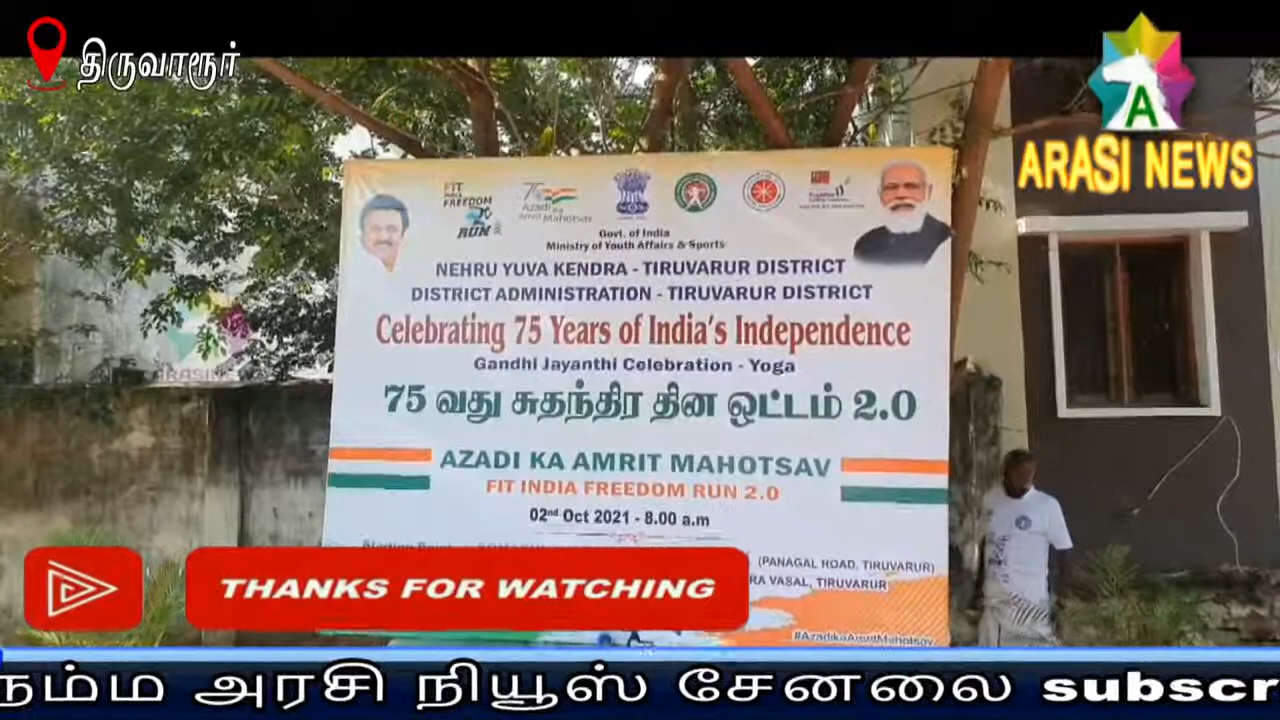 திருவாரூர்
A
ARASI NEWS
FIT
INDIA
FREEDOM
RUN 2.0
Azadi Ka
Amrit Mahotsav
Govt. of India
Ministry of Youth Affairs & Sports
NEHRU YUVA KENDRA - TIRUVARUR DISTRICT
DISTRICT ADMINISTRATION - TIRUVARUR DISTRICT
Celebrating 75 Years of India's Independence
Gandhi Jayanthi Celebration - Yoga
75 வது சுதந்திர தின ஓட்டம் 2.0
AZADI KA AMRIT MAHOTSAV
FIT INDIA FREEDOM RUN 2.0
02nd Oct 2021 - 8.00 a.m
(PANAGAL ROAD, TIRUVARUR)
VASAL, TIRUVARUR
THANKS FOR WATCHING
#AzadikaAmritMahotsav
நம்ம அரசி நியூஸ் சேனலை subscr